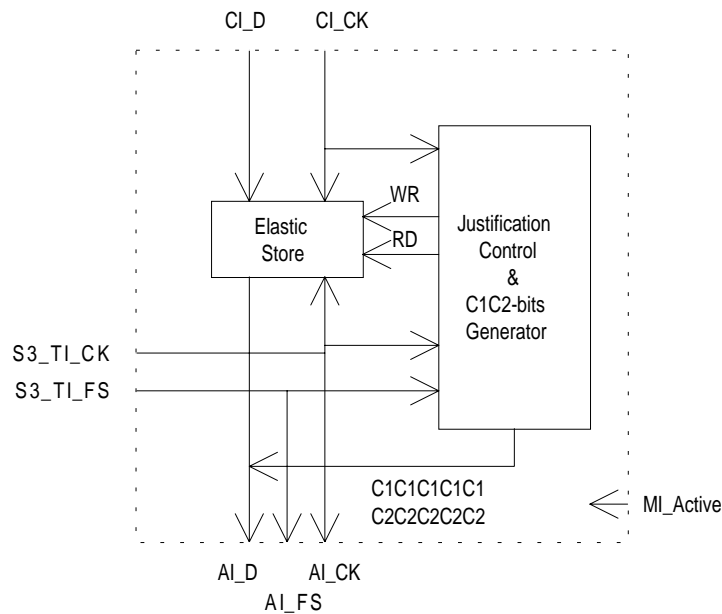 CI_D
CI_CK
WR
RD
Elastic
Store
Justification
Control
&
C1C2-bits
Generator
S3_TI_CK
S3_TI_FS
C1C1C1C1C1
C2C2C2C2C2
MI_Active
AI_D
AI_CK
AI_FS